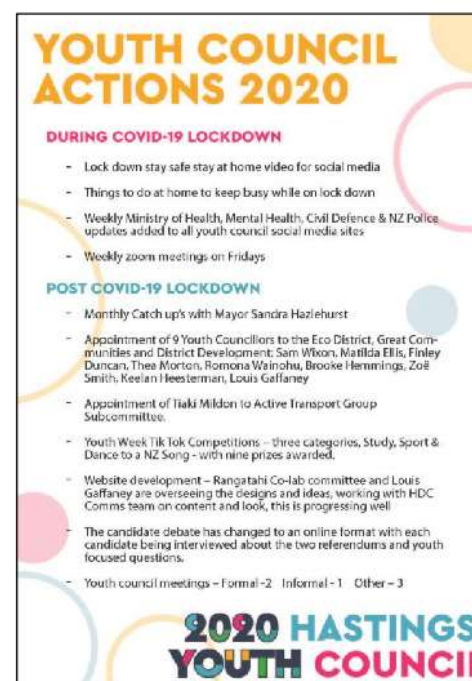 YOUTH COUNCIL
ACTIONS 2020
DURING COVID-19 LOCKDOWN
- Lock down stay safe stay at home video for social media
- Things to do at home to keep busy while on lock down
- Weekly Ministry of Health, Mental Health, Civil Defence & NZ Police
updates added to all youth council social media sites
- Weekly zoom meetings on Fridays
POST COVID-19 LOCKDOWN
- Monthly Catch up's with Mayor Sandra Hazlehurst
- Appointment of 9 Youth Councillors to the Eco District, Great Com-
munities and District Development: Sam Wixon, Matilda Ellis, Finley
Duncan, Thea Morton, Romona Wainohu, Brooke Hemmings, Zoë
Smith, Keelan Heesterman, Louis Gaffaney
- Appointment of Tiaki Mildon to Active Transport Group
Subcommittee.
- Youth Week Tik Tok Competitions – three categories, Study, Sport &
Dance to a NZ Song - with nine prizes awarded.
- Website development – Rangatahi Co-lab committee and Louis
Gaffaney are overseeing the designs and ideas, working with HDC
Comms team on content and look, this is progressing well
- The candidate debate has changed to an online format with each
candidate being interviewed about the two referendums and youth
focused questions.
- Youth council meetings – Formal -2 Informal - 1 Other – 3
2020 HASTINGS
YOUTH COUNCIL